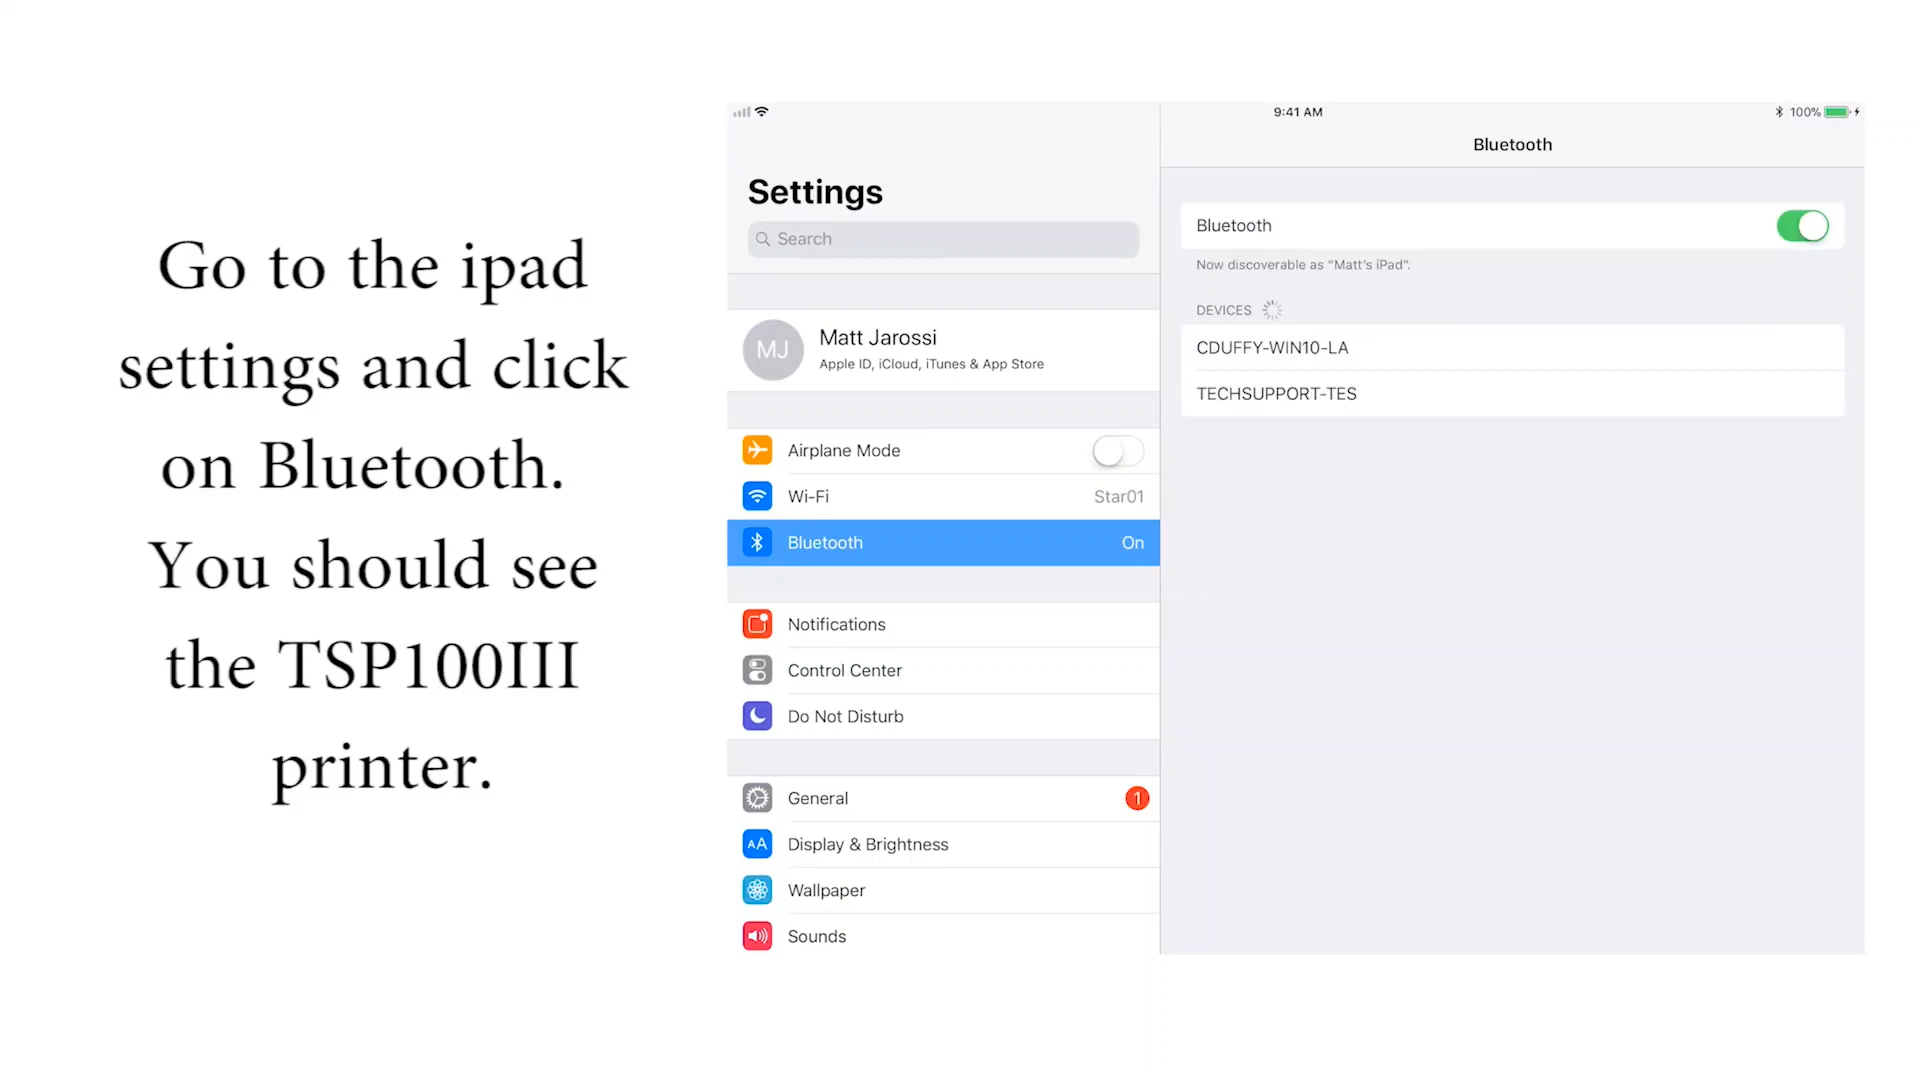 Go to the ipad
settings and click
on Bluetooth.
You should see
the TSP100III
printer.
9:41 AM
100%
Settings
Search
MJ
Matt Jarossi
Apple ID, iCloud, iTunes & App Store
Airplane Mode
Wi-Fi Star01
Bluetooth On
Notifications
Control Center
Do Not Disturb
General 1
AA Display & Brightness
Wallpaper
Sounds
Bluetooth
Bluetooth
Now discoverable as “Matt’s iPad”.
DEVICES
CDUFFY-WIN10-LA
TECHSUPPORT-TES